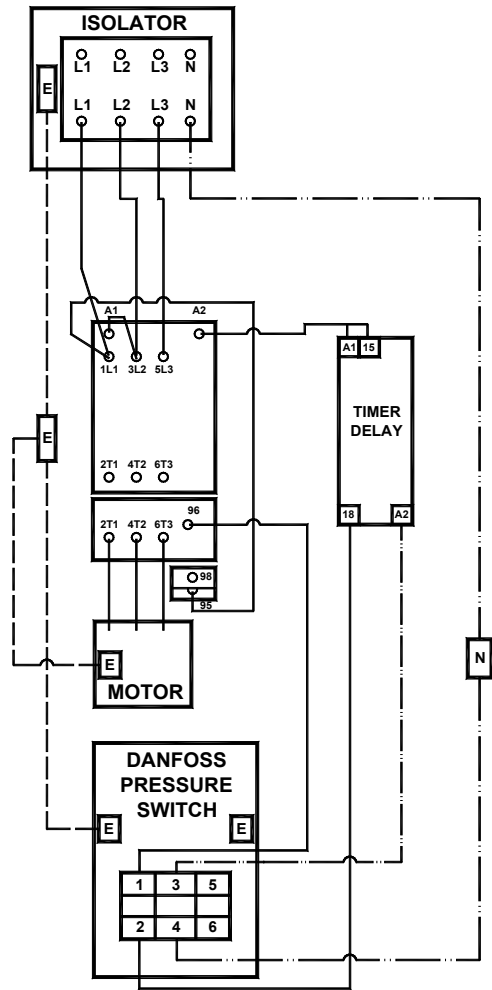 ISOLATOR
L1 L2 L3 N
E
L1 L2 L3 N
A1 A2
1L1 3L2 5L3
A1 15
TIMER
DELAY
E
2T1 4T2 6T3
18 A2
96
2T1 4T2 6T3
98
95
E
N
MOTOR
DANFOSS
PRESSURE
SWITCH
E E
1 3 5
2 4 6